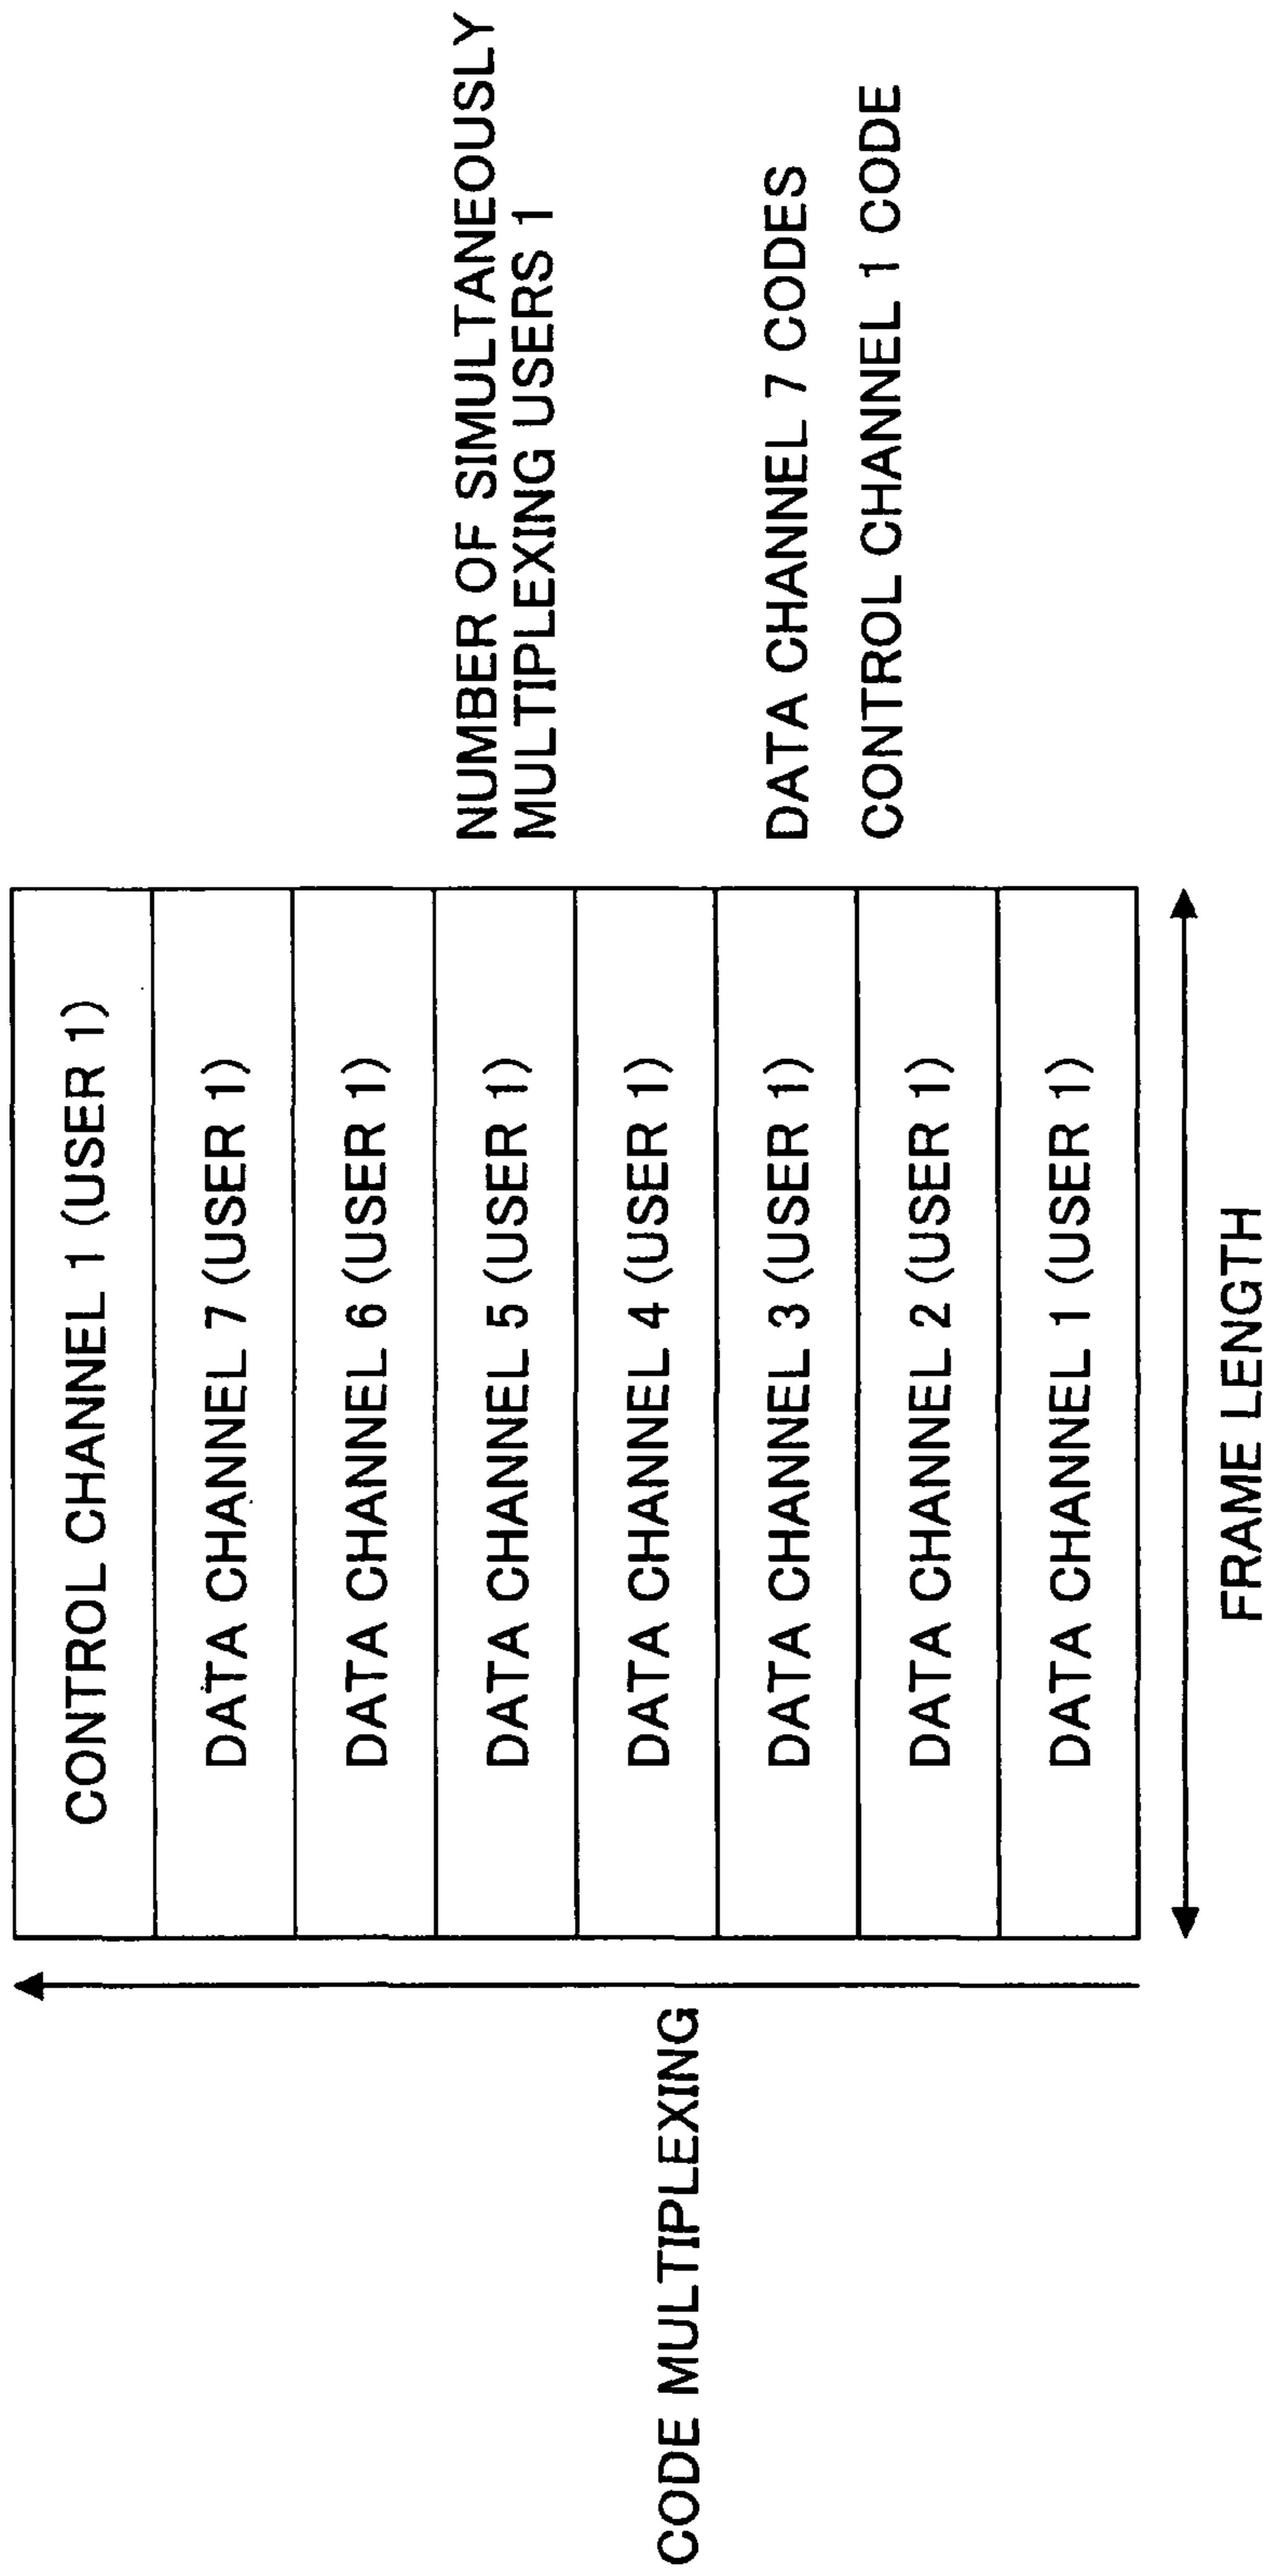 CODE MULTIPLEXING
CONTROL CHANNEL 1 (USER 1)
DATA CHANNEL 7 (USER 1)
DATA CHANNEL 6 (USER 1)
DATA CHANNEL 5 (USER 1)
DATA CHANNEL 4 (USER 1)
DATA CHANNEL 3 (USER 1)
DATA CHANNEL 2 (USER 1)
DATA CHANNEL 1 (USER 1)
FRAME LENGTH
NUMBER OF SIMULTANEOUSLY
MULTIPLEXING USERS 1
DATA CHANNEL 7 CODES
CONTROL CHANNEL 1 CODE